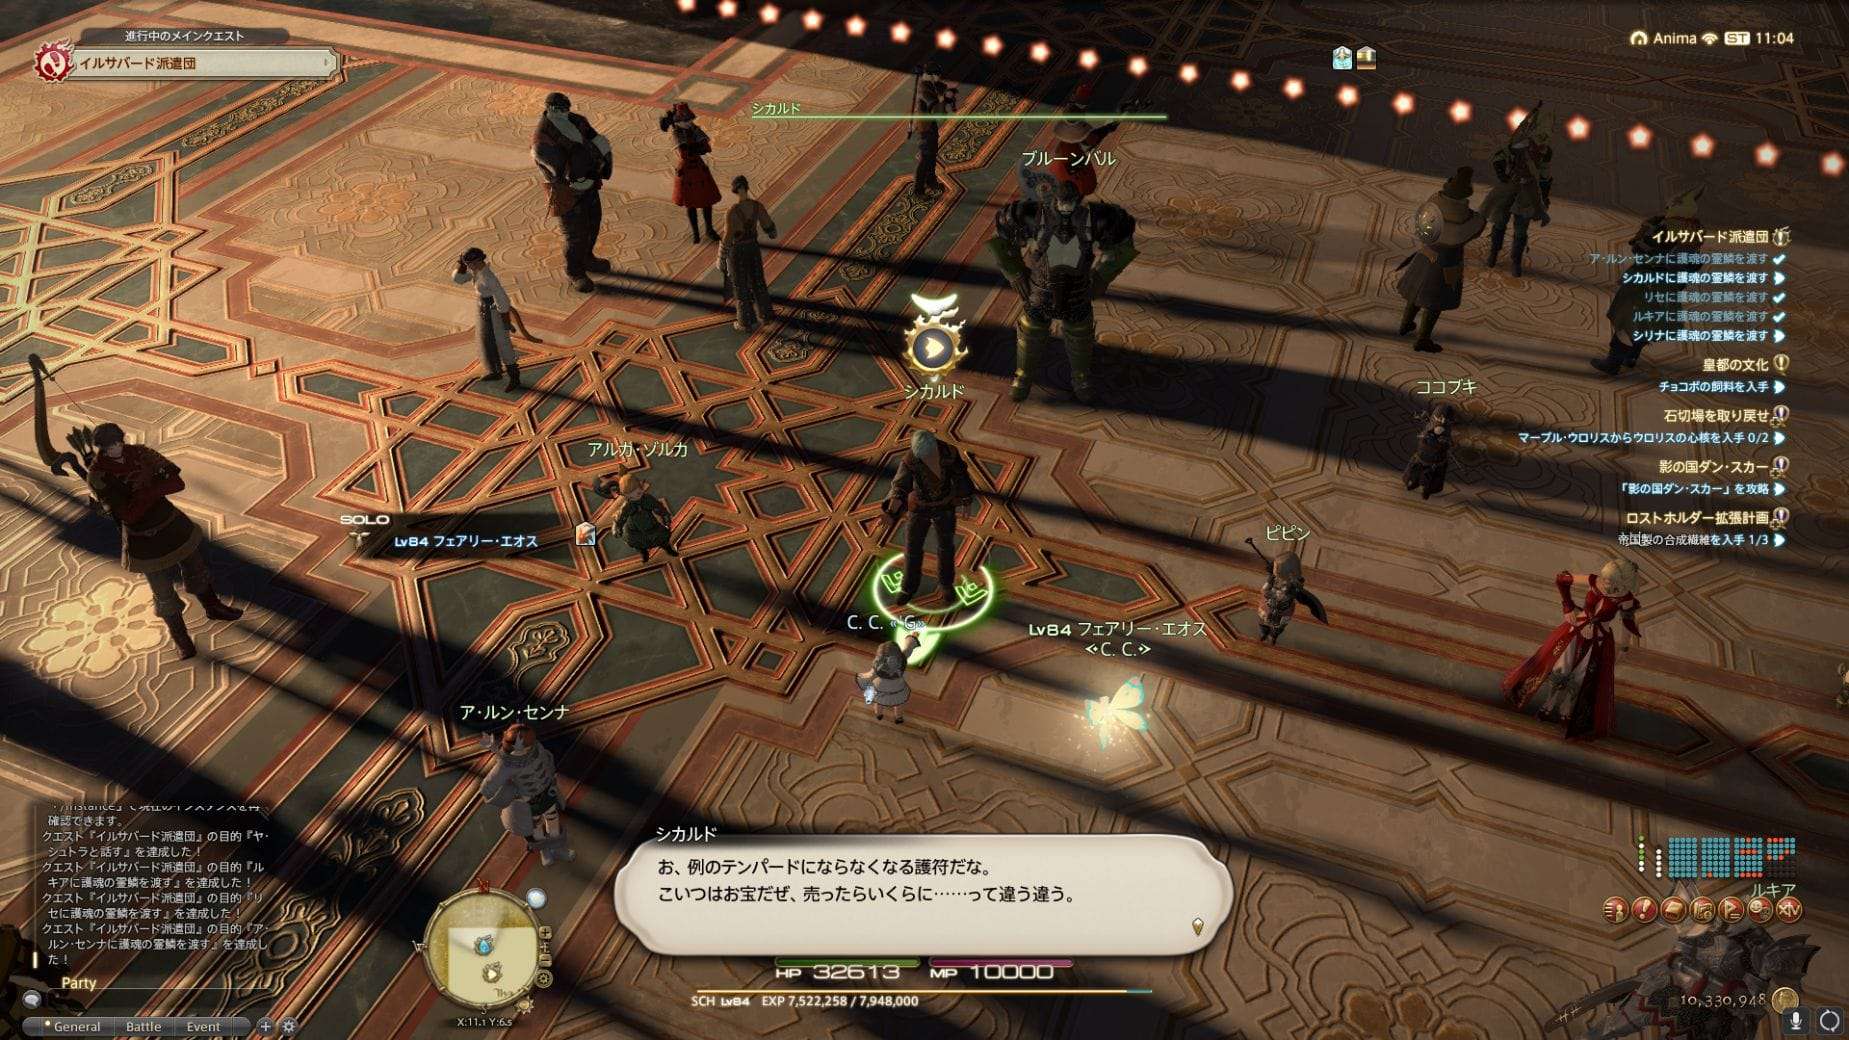 進行中のメインクエスト
イルサバード派遣団
Anima ST 11:04
シカルド
ブルーンバル
シカルド
ココブキ
アルカ・ゾルカ
ピピン
SOLO
Lv84 フェアリー・エオス
C. C. «G»
Lv84 フェアリー・エオス
<C. C.>
ア・ルン・センナ
イルサバード派遣団
ア・ルン・センナに護魂の霊鱗を渡す
シカルドに護魂の霊鱗を渡す
リセに護魂の霊鱗を渡す
ルキアに護魂の霊鱗を渡す
シリナに護魂の霊鱗を渡す
皇都の文化
チョコボの飼料を入手
石切場を取り戻せ
マーブル・ウロリスからウロリスの心核を入手 0/2
影の国ダン・スカー
「影の国ダン・スカー」を攻略
ロストホルダー拡張計画
帝国製の合成繊維を入手 1/3
確認できます。
クエスト『イルサバード派遣団』の目的『ヤ・
シュトラと話す』を達成した！
クエスト『イルサバード派遣団』の目的『ル
キアに護魂の霊鱗を渡す』を達成した！
クエスト『イルサバード派遣団』の目的『リ
セに護魂の霊鱗を渡す』を達成した！
クエスト『イルサバード派遣団』の目的『ア・
ルン・センナに護魂の霊鱗を渡す』を達成し
た！
Party
General Battle Event
X:11.1 Y:6.5
シカルド
お、例のテンパードにならなくなる護符だな。
こいつはお宝だぜ、売ったらいくらに……って違う違う。
HP 32613 MP 10000
SCH Lv84 EXP 7,522,258 / 7,948,000
ルキア
10,330,948